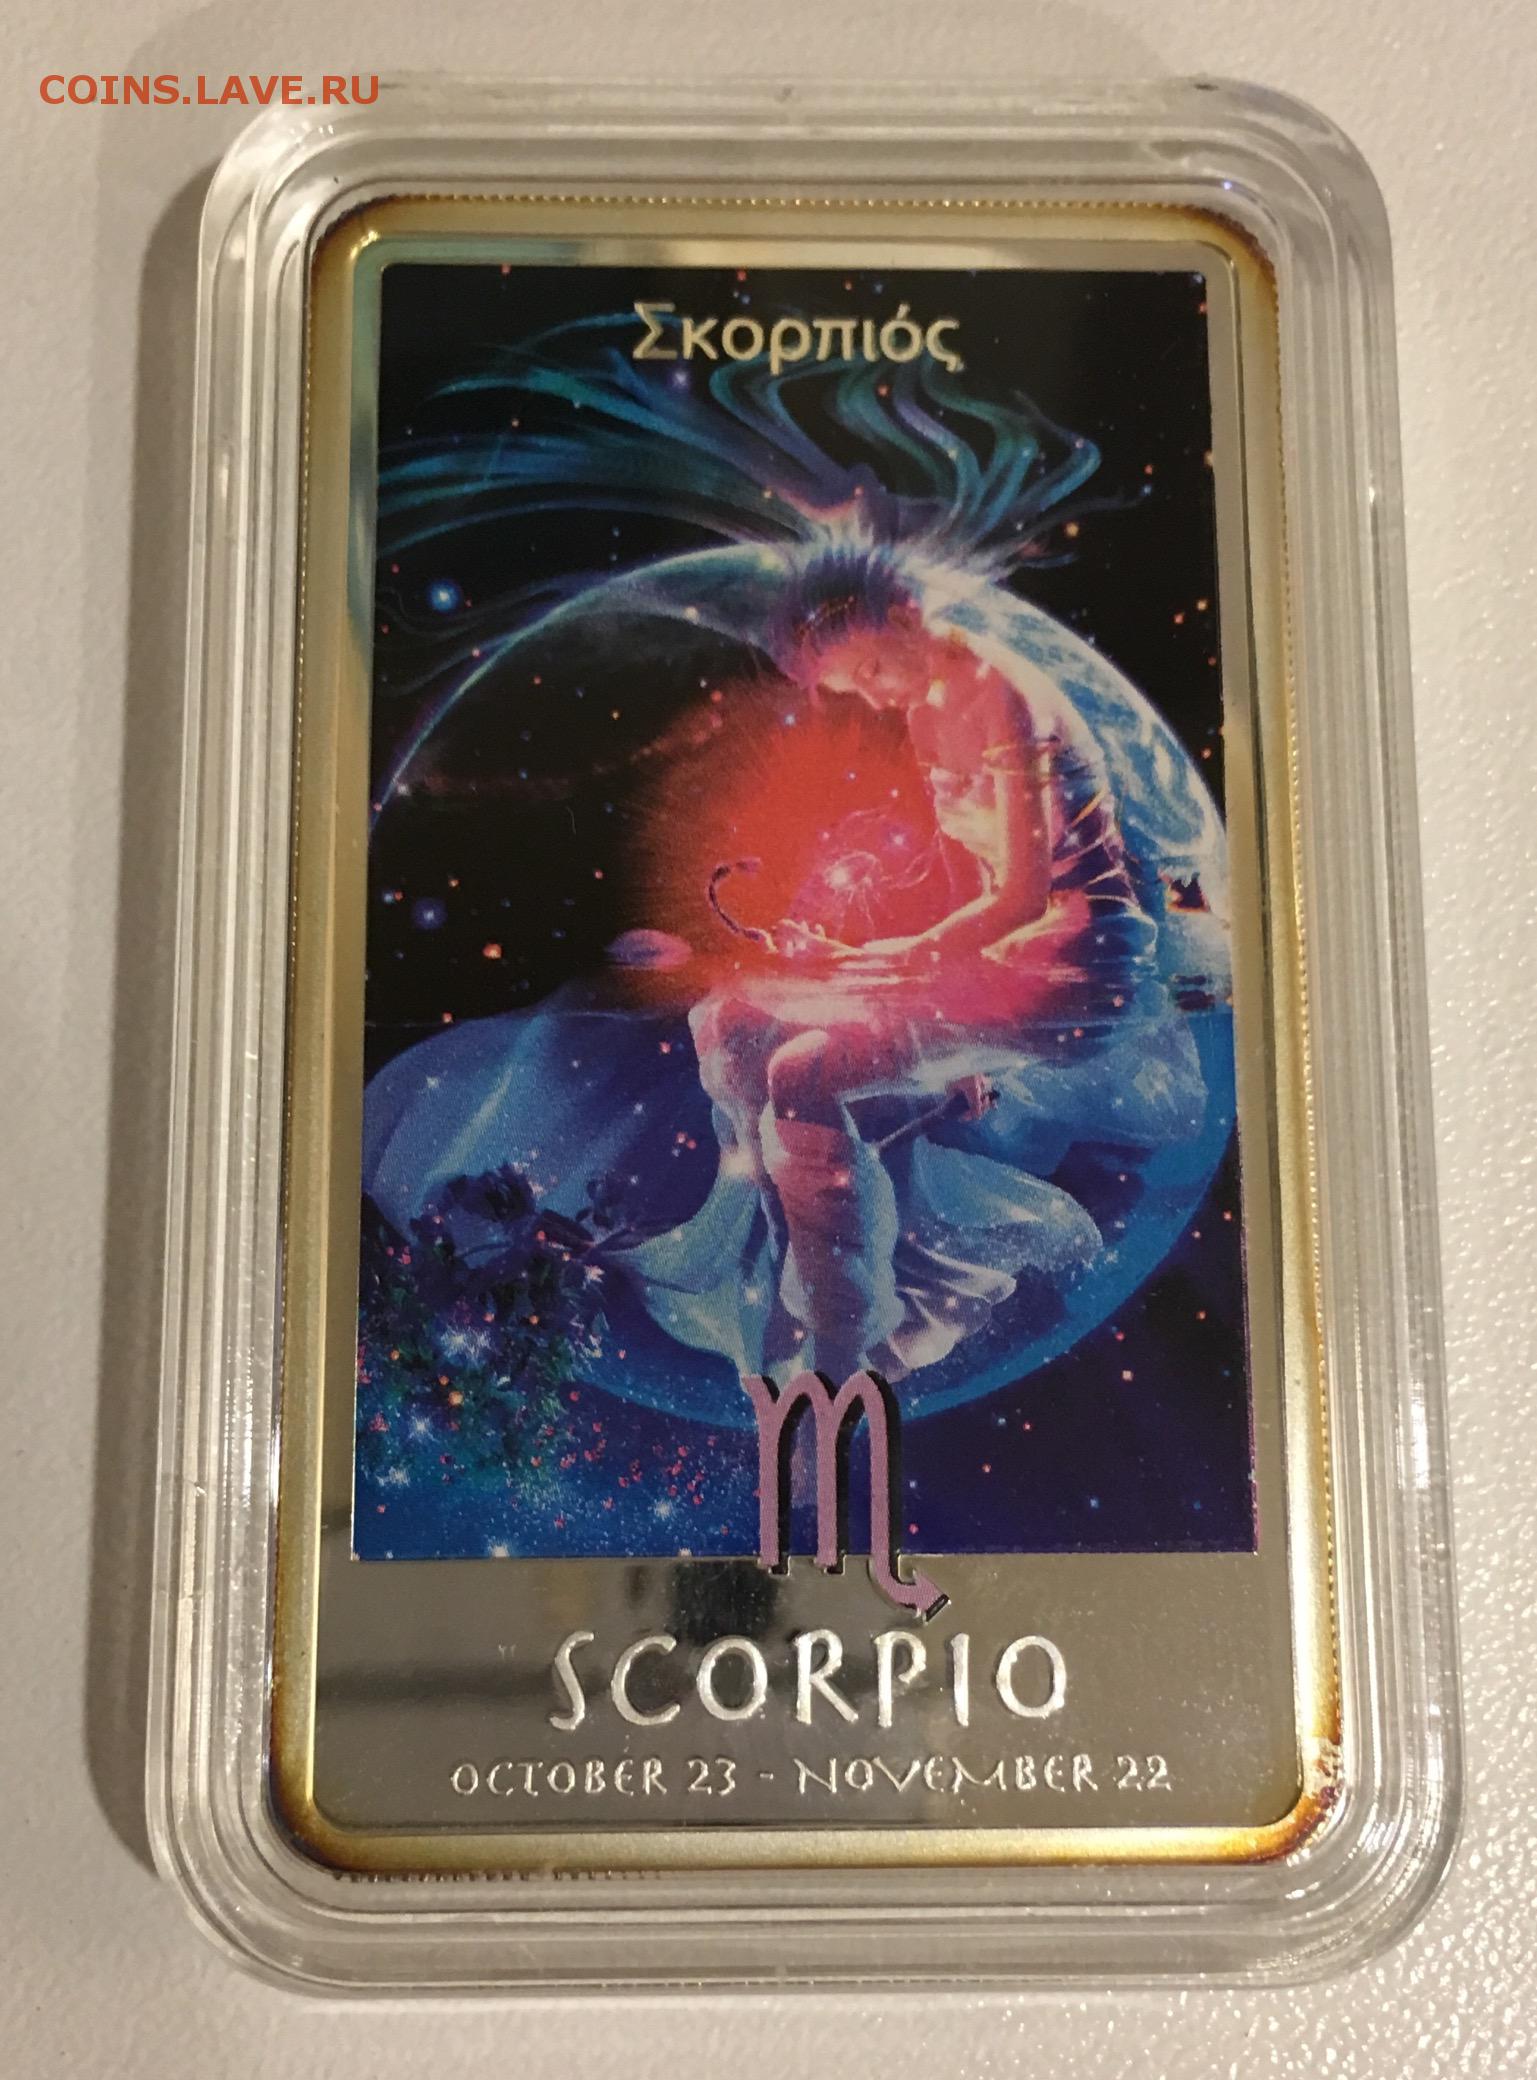 COINS.LAVE.RU
Σκορπιός
SCORPIO
OCTOBER 23 - NOVEMBER 22